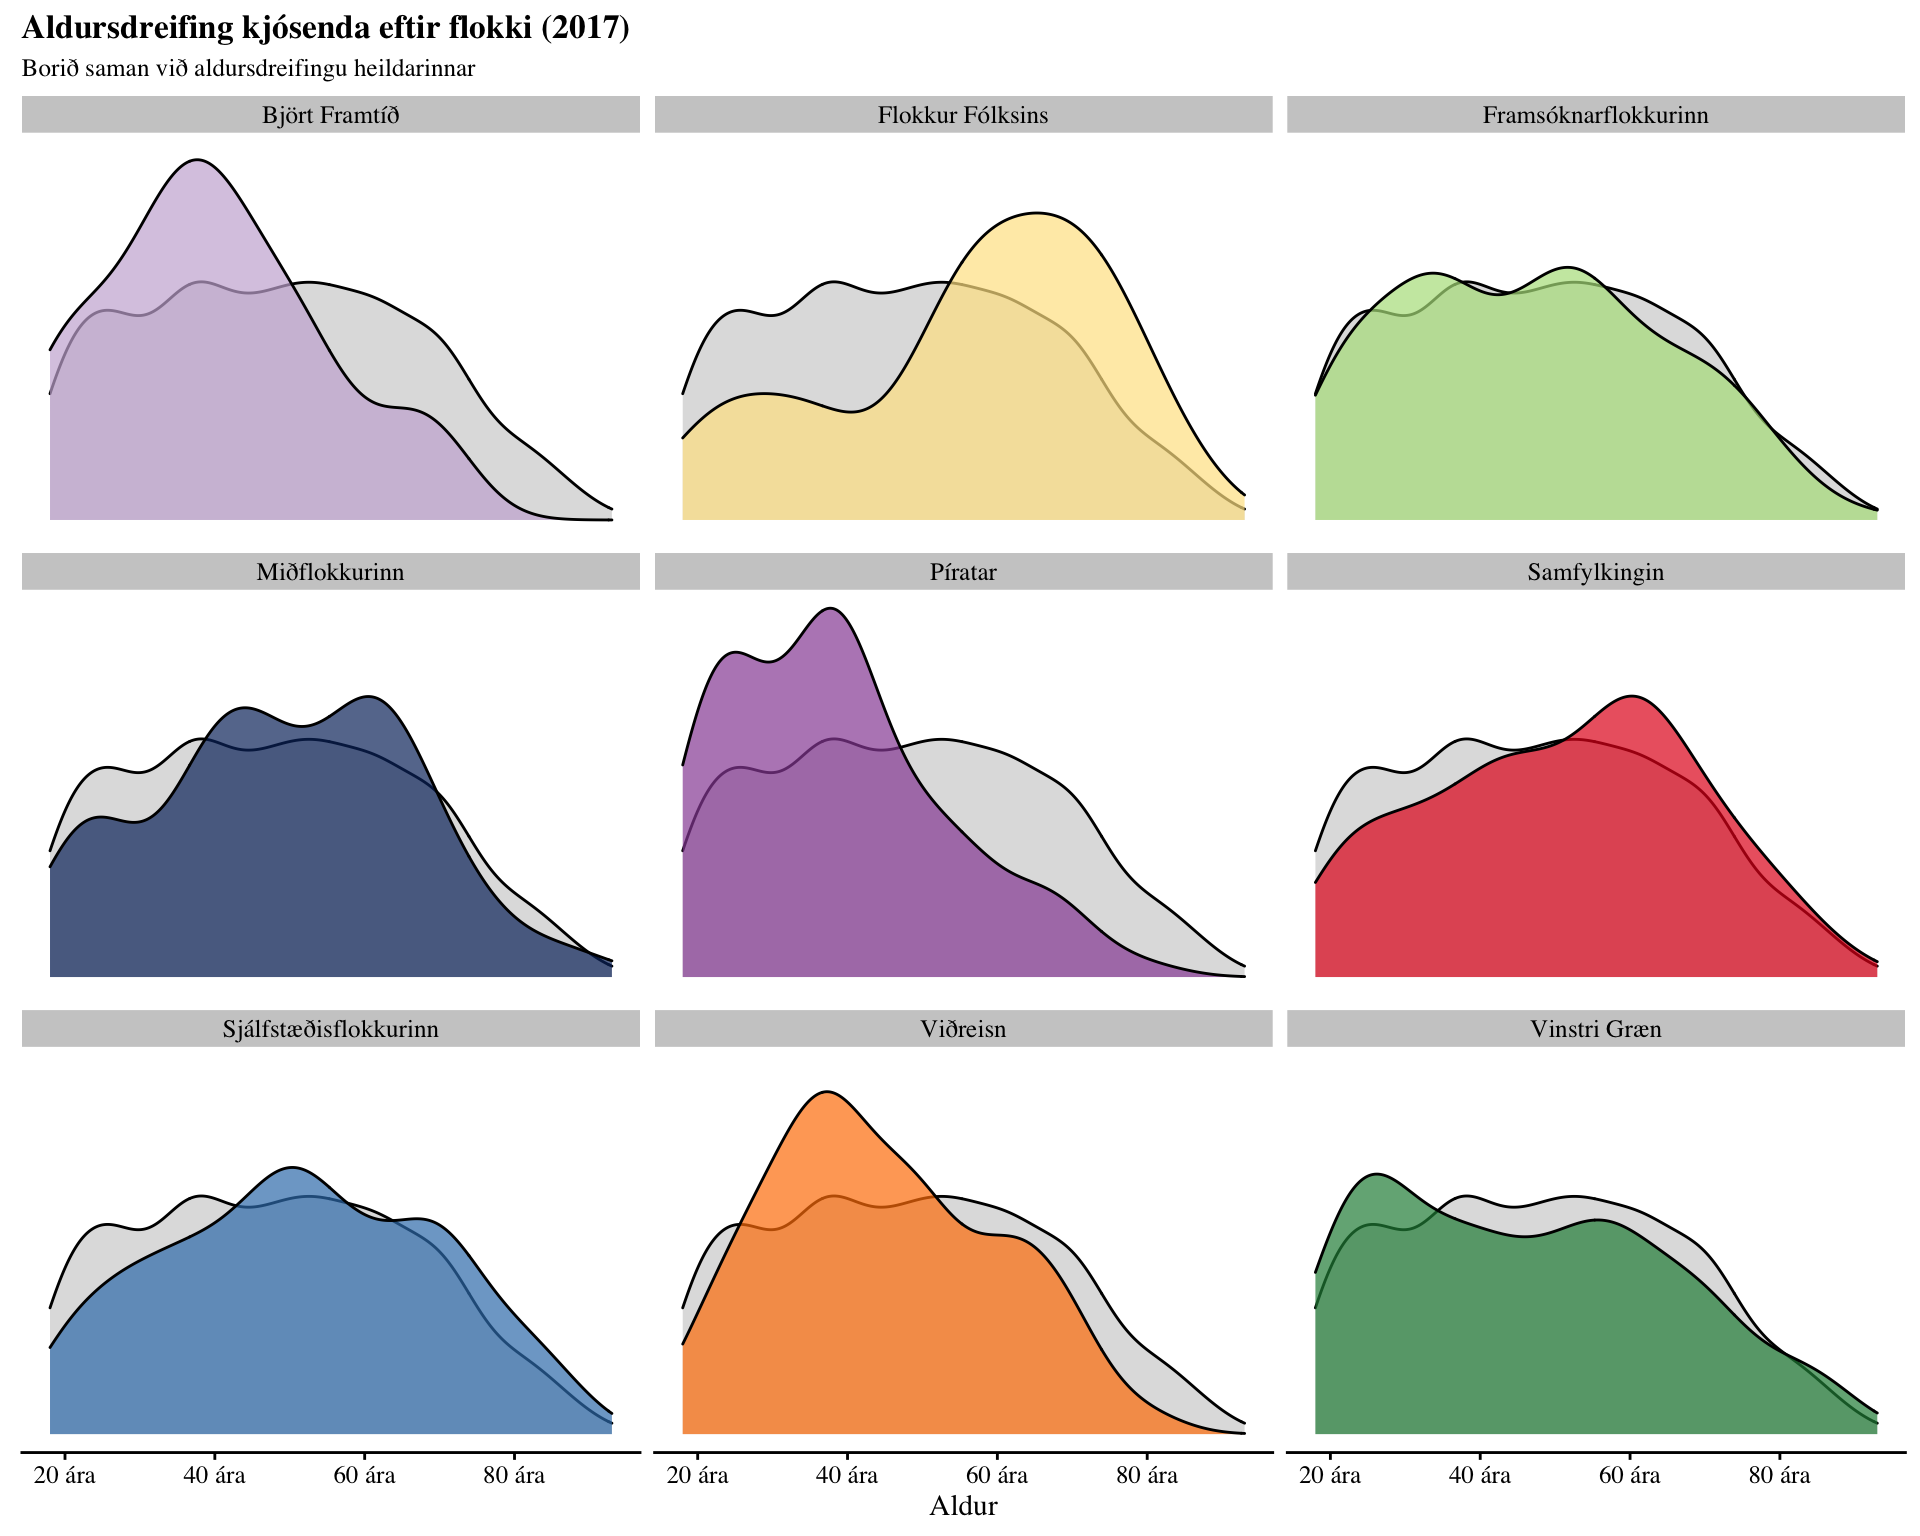 Aldursdreifing kjósenda eftir flokki (2017)
Borið saman við aldursdreifingu heildarinnar
Björt Framtíð
Flokkur Fólksins
Framsóknarflokkurinn
Miðflokkurinn
Píratar
Samfylkingin
Sjálfstæðisflokkurinn
Viðreisn
Vinstri Græn
20 ára 40 ára 60 ára 80 ára
20 ára 40 ára 60 ára 80 ára
20 ára 40 ára 60 ára 80 ára
Aldur